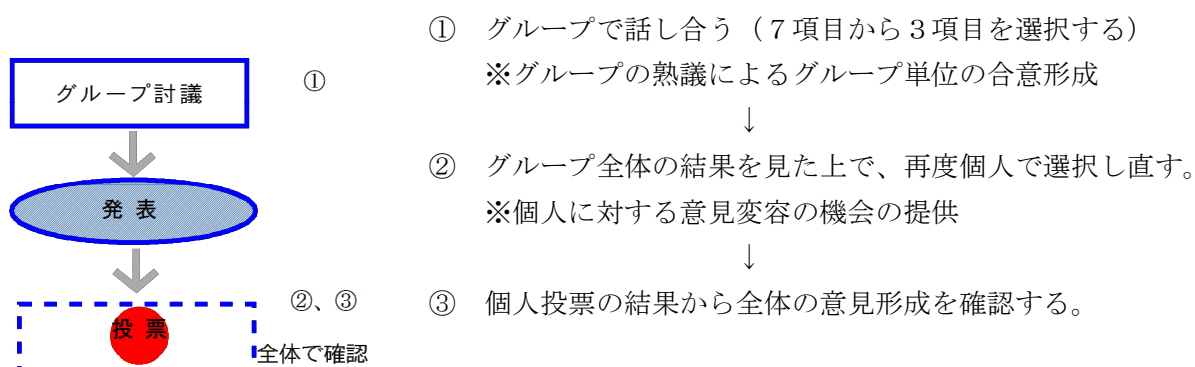 グループ討議
①
発 表
投 票
②、③
全体で確認
①　グループで話し合う（７項目から３項目を選択する）
※グループの熟議によるグループ単位の合意形成
↓
②　グループ全体の結果を見た上で、再度個人で選択し直す。
※個人に対する意見変容の機会の提供
↓
③　個人投票の結果から全体の意見形成を確認する。